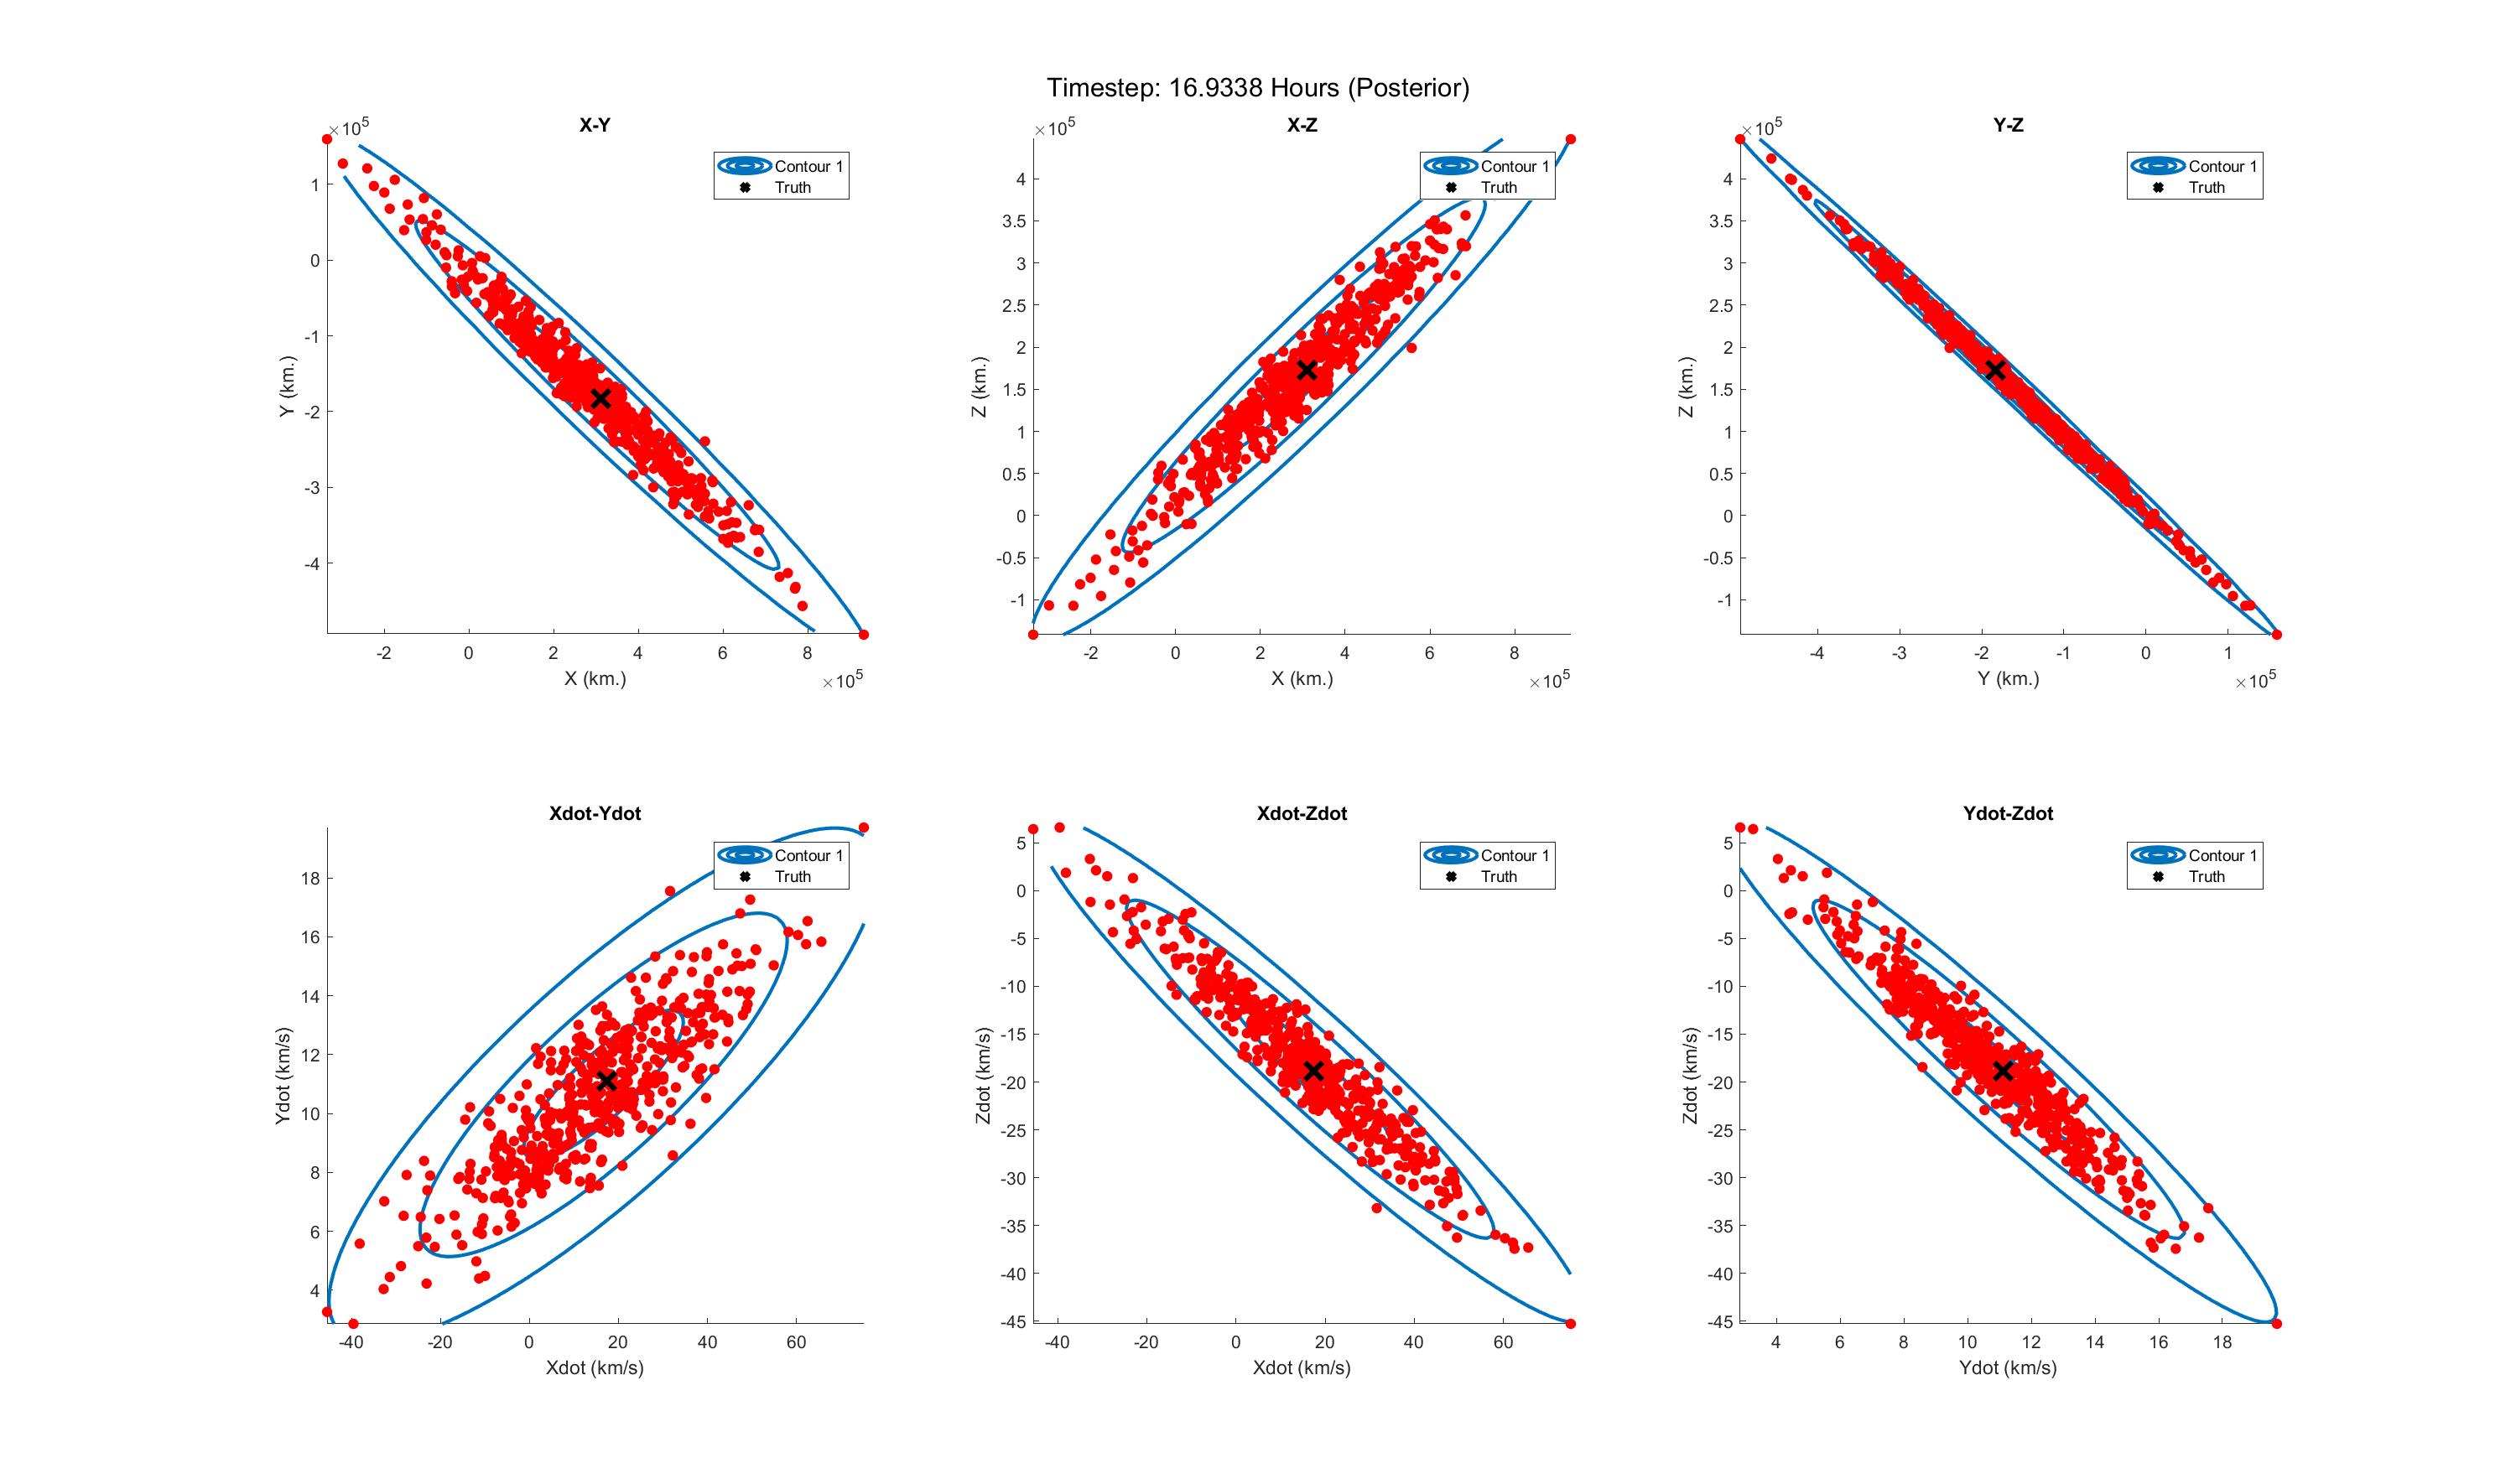 Timestep: 16.9338 Hours (Posterior)
X-Y
×10^5
Contour 1
Truth
1
0
-1
-2
-3
-4
Y (km.)
-2 0 2 4 6 8
X (km.)
×10^5
X-Z
×10^5
Contour 1
Truth
4
3.5
3
2.5
2
1.5
1
0.5
0
-0.5
-1
Z (km.)
-2 0 2 4 6 8
X (km.)
×10^5
Y-Z
×10^5
Contour 1
Truth
4
3.5
3
2.5
2
1.5
1
0.5
0
-0.5
-1
Z (km.)
-4 -3 -2 -1 0 1
Y (km.)
×10^5
Xdot-Ydot
Contour 1
Truth
18
16
14
12
10
8
6
4
Ydot (km/s)
-40 -20 0 20 40 60
Xdot (km/s)
Xdot-Zdot
Contour 1
Truth
5
0
-5
-10
-15
-20
-25
-30
-35
-40
-45
Zdot (km/s)
-40 -20 0 20 40 60
Xdot (km/s)
Ydot-Zdot
Contour 1
Truth
5
0
-5
-10
-15
-20
-25
-30
-35
-40
-45
Zdot (km/s)
4 6 8 10 12 14 16 18
Ydot (km/s)